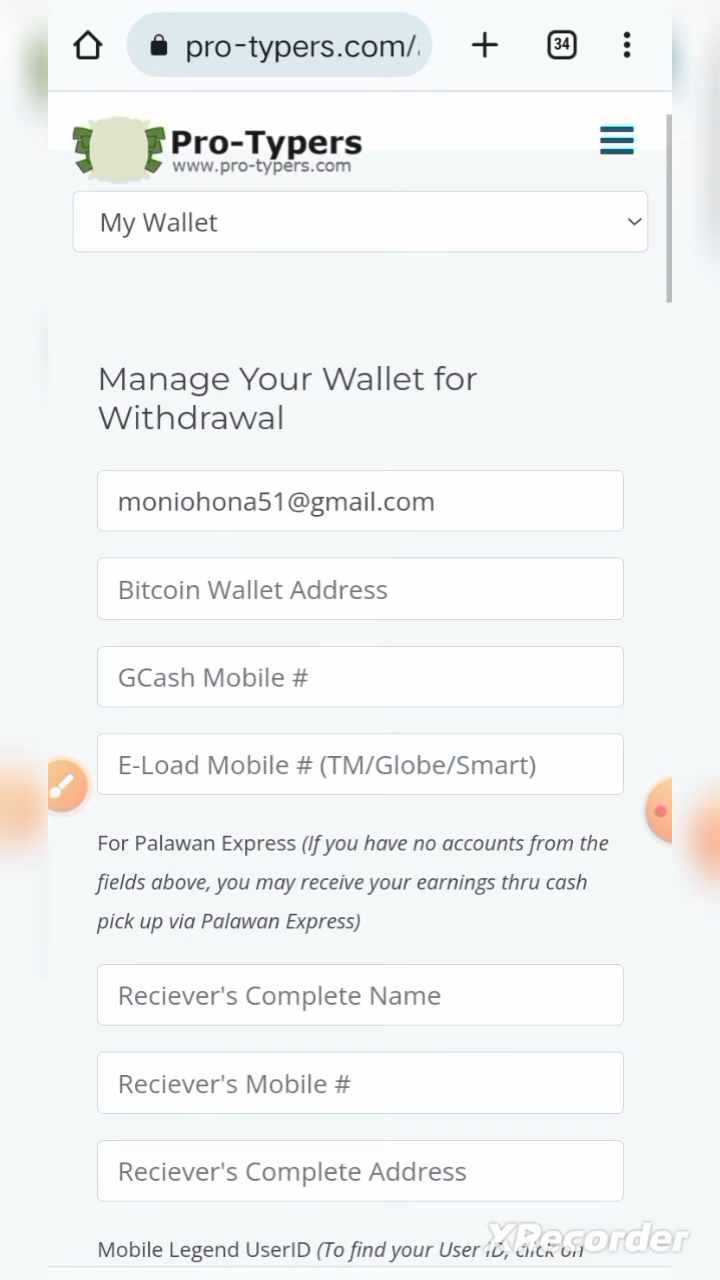 pro-typers.com/
34
Pro-Typers
www.pro-typers.com
My Wallet
Manage Your Wallet for
Withdrawal
moniohona51@gmail.com
Bitcoin Wallet Address
GCash Mobile #
E-Load Mobile # (TM/Globe/Smart)
For Palawan Express (If you have no accounts from the
fields above, you may receive your earnings thru cash
pick up via Palawan Express)
Reciever's Complete Name
Reciever's Mobile #
Reciever's Complete Address
Mobile Legend UserID (To find your User ID, click on
XRecorder